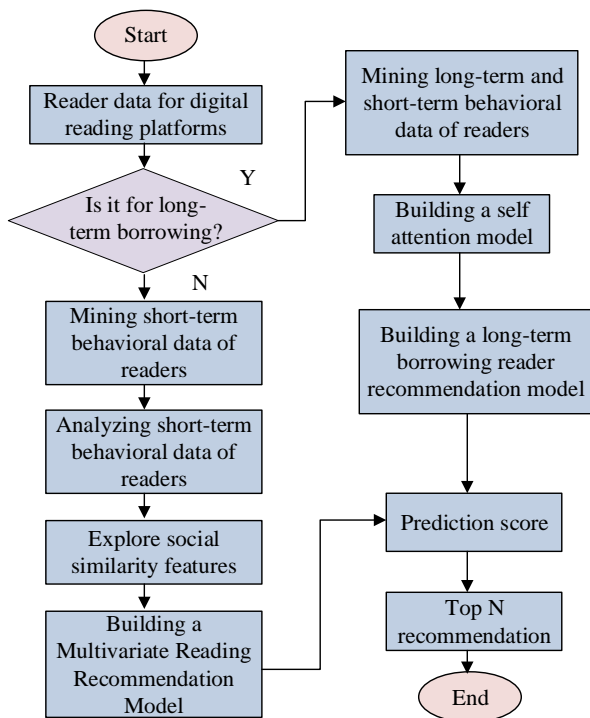 Start
Reader data for digital
reading platforms
Y
Is it for long-
term borrowing?
N
Mining short-term
behavioral data of
readers
Analyzing short-term
behavioral data of
readers
Explore social
similarity features
Building a
Multivariate Reading
Recommendation
Model
Mining long-term and
short-term behavioral
data of readers
Building a self
attention model
Building a long-term
borrowing reader
recommendation model
Prediction score
Top N
recommendation
End